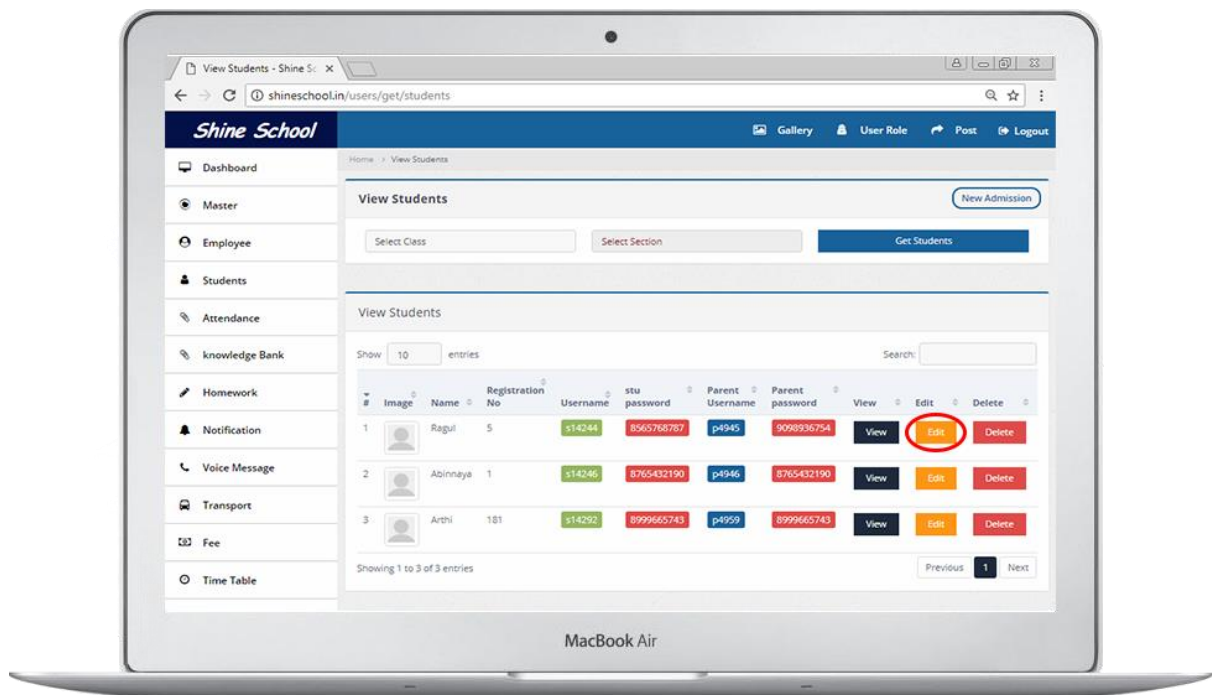 View Students - Shine Sc
shineschool.in/users/get/students
Shine School
Gallery User Role Post Logout
Dashboard
Master
Employee
Students
Attendance
knowledge Bank
Homework
Notification
Voice Message
Transport
Fee
Time Table
Home > View Students
View Students
New Admission
Select Class Select Section Get Students
View Students
Show 10 entries Search:
# Image Name Registration No Username stu password Parent Username Parent password View Edit Delete
1 Ragul 5 s14244 8565768787 p4945 9098936754 View Edit Delete
2 Abinnaya 1 s14246 8765432190 p4946 8765432190 View Edit Delete
3 Arthi 181 s14292 8999665743 p4959 8999665743 View Edit Delete
Showing 1 to 3 of 3 entries Previous 1 Next
MacBook Air